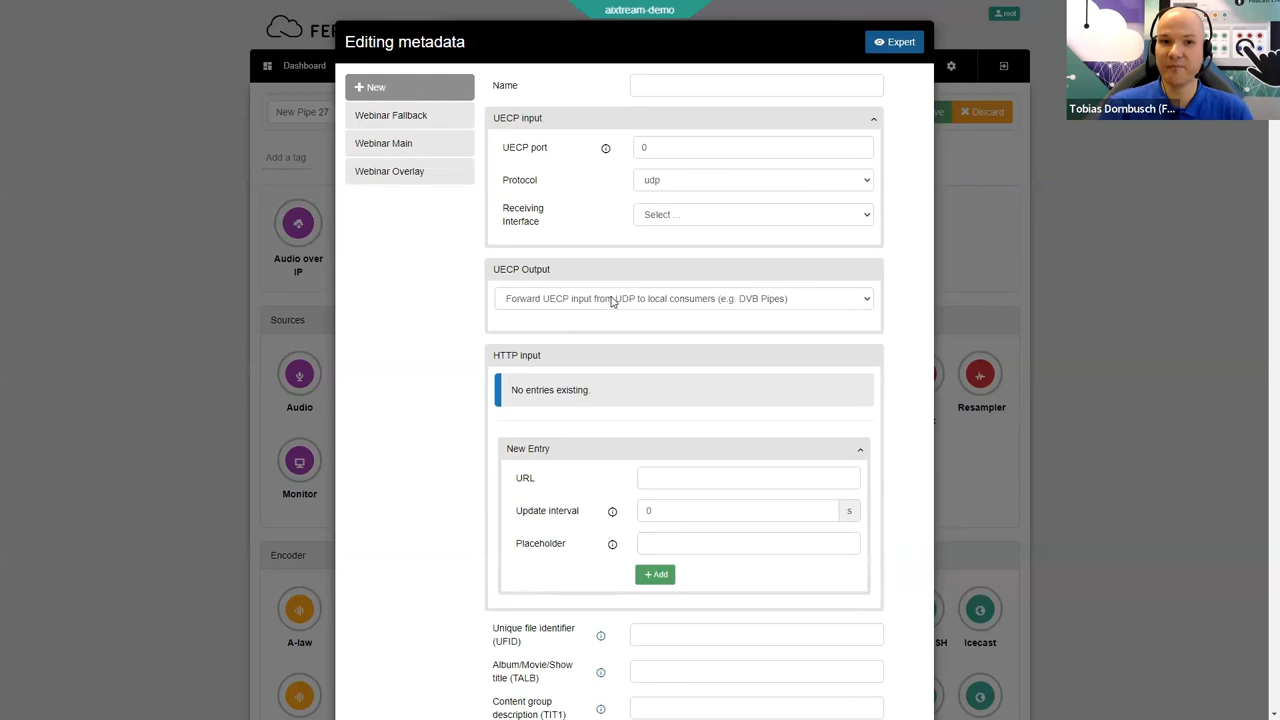 aixtream-demo
FER
root
Editing metadata
Expert
Dashboard
New
Name
Webinar Fallback
UECP input
New Pipe 27
ve
Discard
Webinar Main
UECP port
0
Add a tag
Webinar Overlay
Protocol
udp
Receiving
Interface
Select ...
Audio over
IP
UECP Output
Forward UECP input from UDP to local consumers (e.g. DVB Pipes)
Sources
HTTP input
No entries existing.
Audio
Resampler
New Entry
URL
Monitor
Update interval
0
s
Placeholder
Encoder
Add
Unique file identifier
(UFID)
A-law
SH
Icecast
Album/Movie/Show
title (TALB)
Content group
description (TIT1)
Tobias Dornbusch (F...